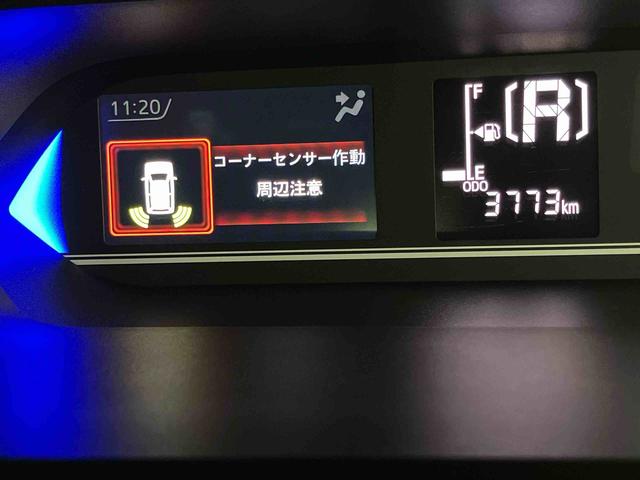 11:20
コーナーセンサー作動
周辺注意
F
R
E
ODO
3773km